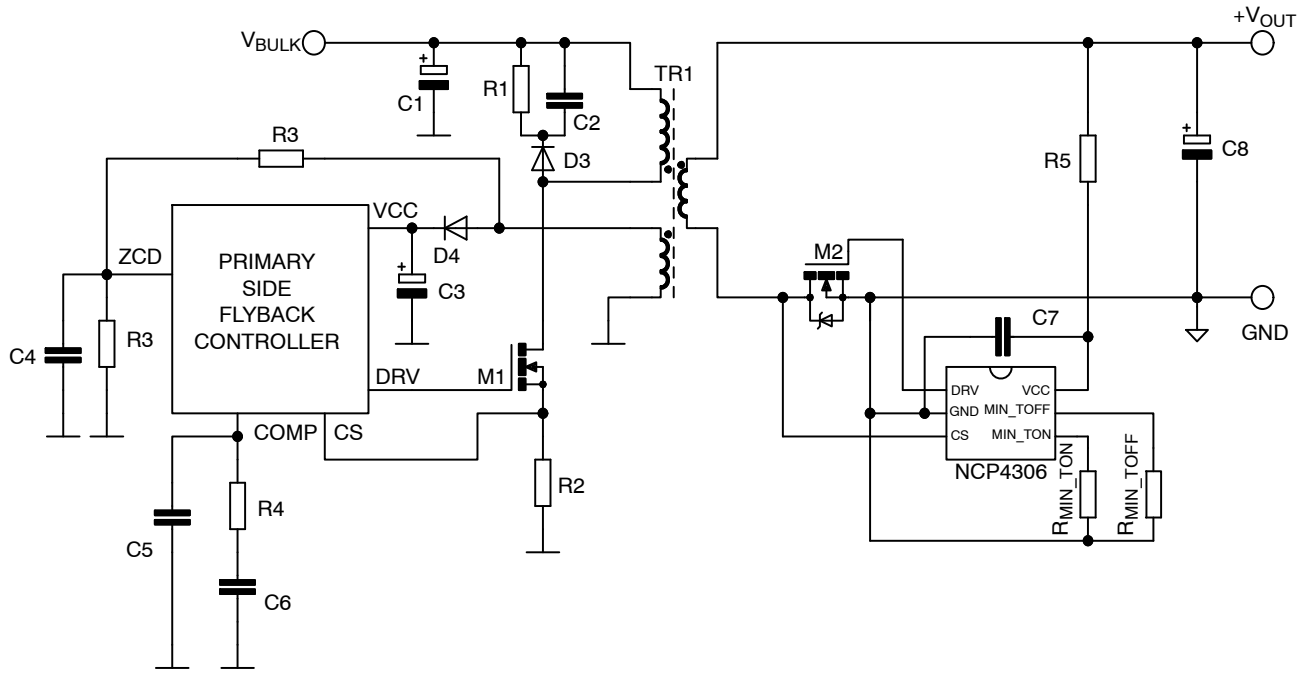 +VOUT
VBULK
TR1
C1
R1
C2
R3
D3
R5
C8
VCC
ZCD
D4
M2
PRIMARY
SIDE
FLYBACK
CONTROLLER
C3
C7
GND
C4
R3
DRV
M1
DRV
VCC
GND
MIN_TOFF
CS
MIN_TON
COMP
CS
NCP4306
R2
RMIN_TON
RMIN_TOFF
R4
C5
C6